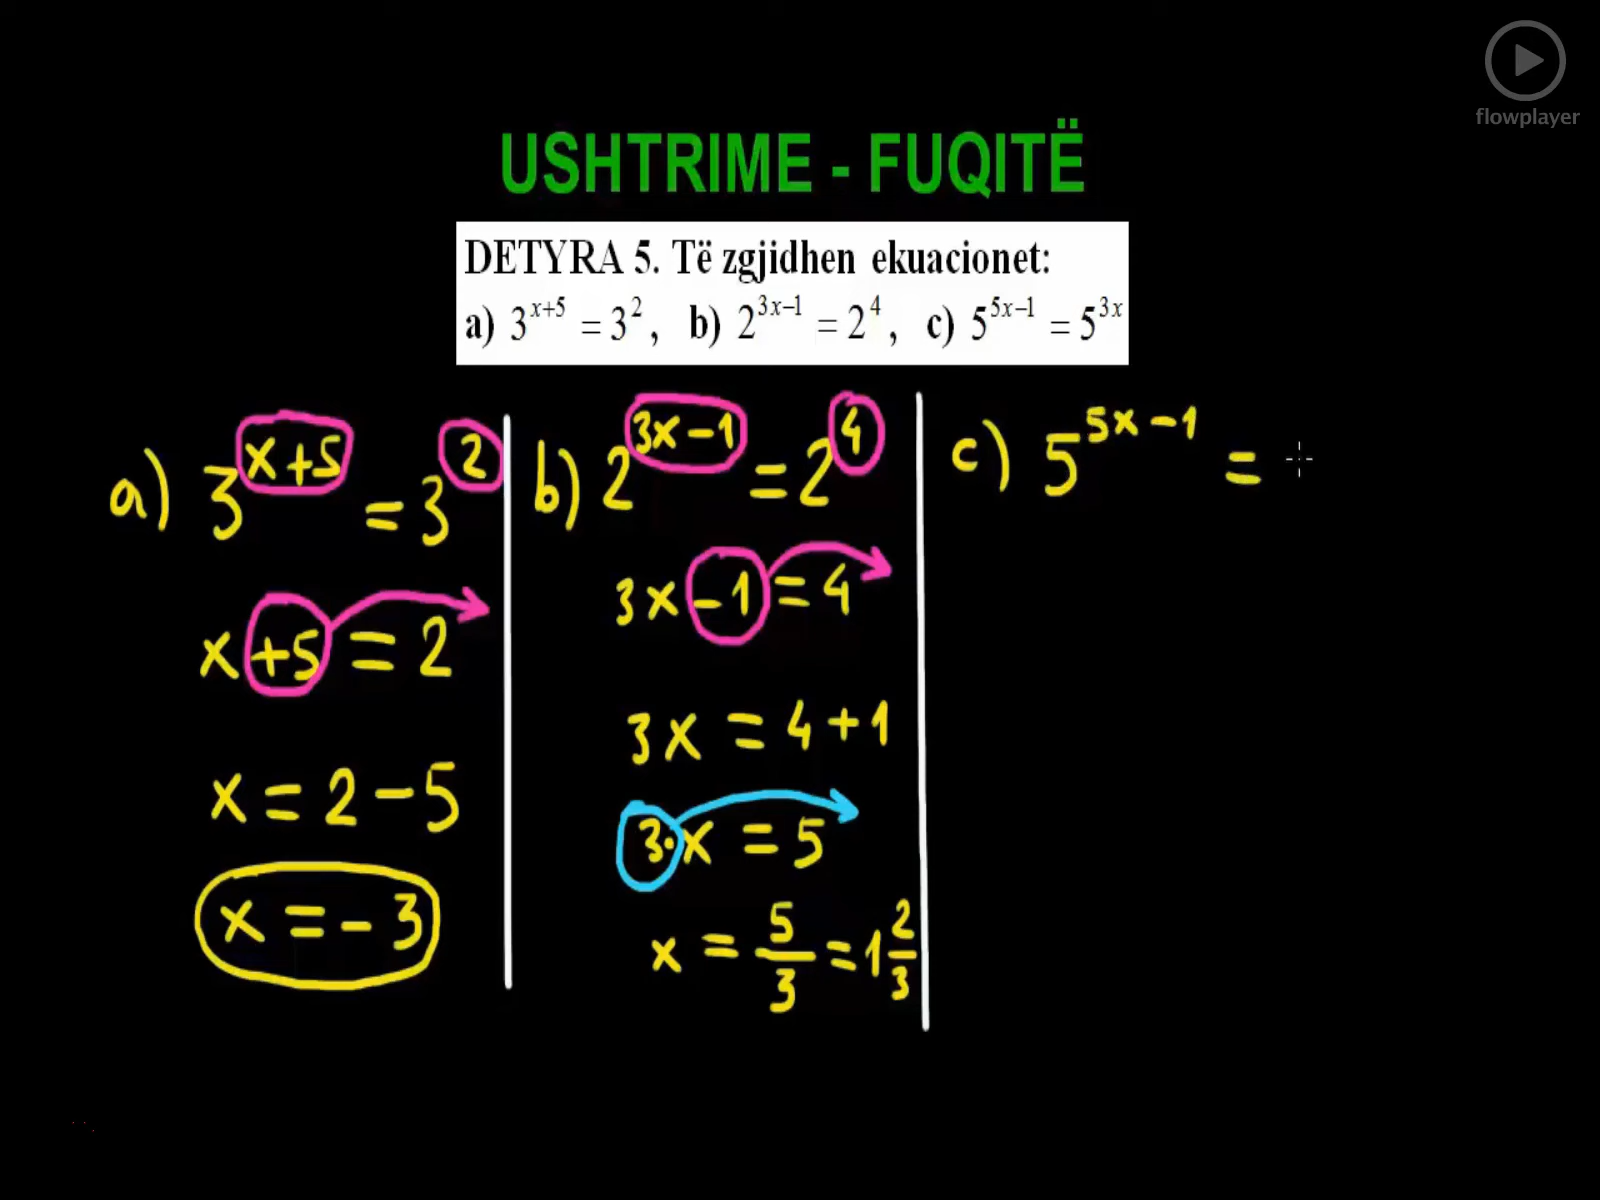 flowplayer
USHTRIME - FUQITË
DETYRA 5. Të zgjidhen ekuacionet:
a) 3^{x+5} = 3^2, b) 2^{3x-1} = 2^4, c) 5^{5x-1} = 5^{3x}
a) 3^{x+5} = 3^2
x+5 = 2
x = 2-5
x = -3
b) 2^{3x-1} = 2^4
3x-1 = 4
3x = 4+1
3·x = 5
x = 5/3 = 1 2/3
c) 5^{5x-1} =